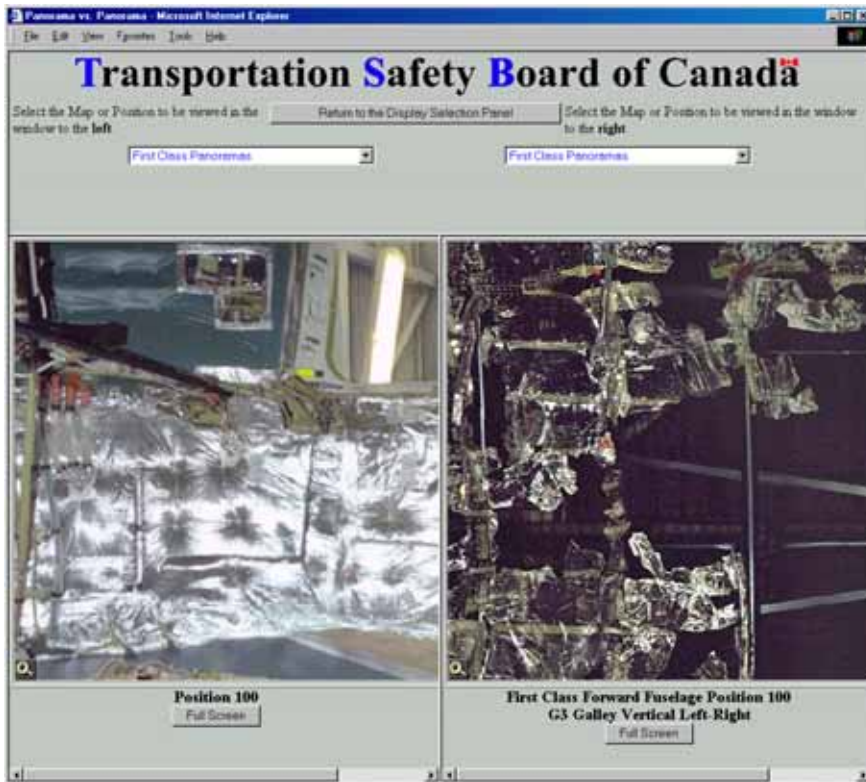 Panorama vs. Panorama - Microsoft Internet Explorer
File Edit View Favorites Tools Help
Transportation Safety Board of Canada
Select the Map or Position to be viewed in the
window to the left
Return to the Display Selection Panel
Select the Map or Position to be viewed in the window
to the right
First Class Panoramas
First Class Panoramas
Position 100
Full Screen
First Class Forward Fuselage Position 100
G3 Galley Vertical Left-Right
Full Screen